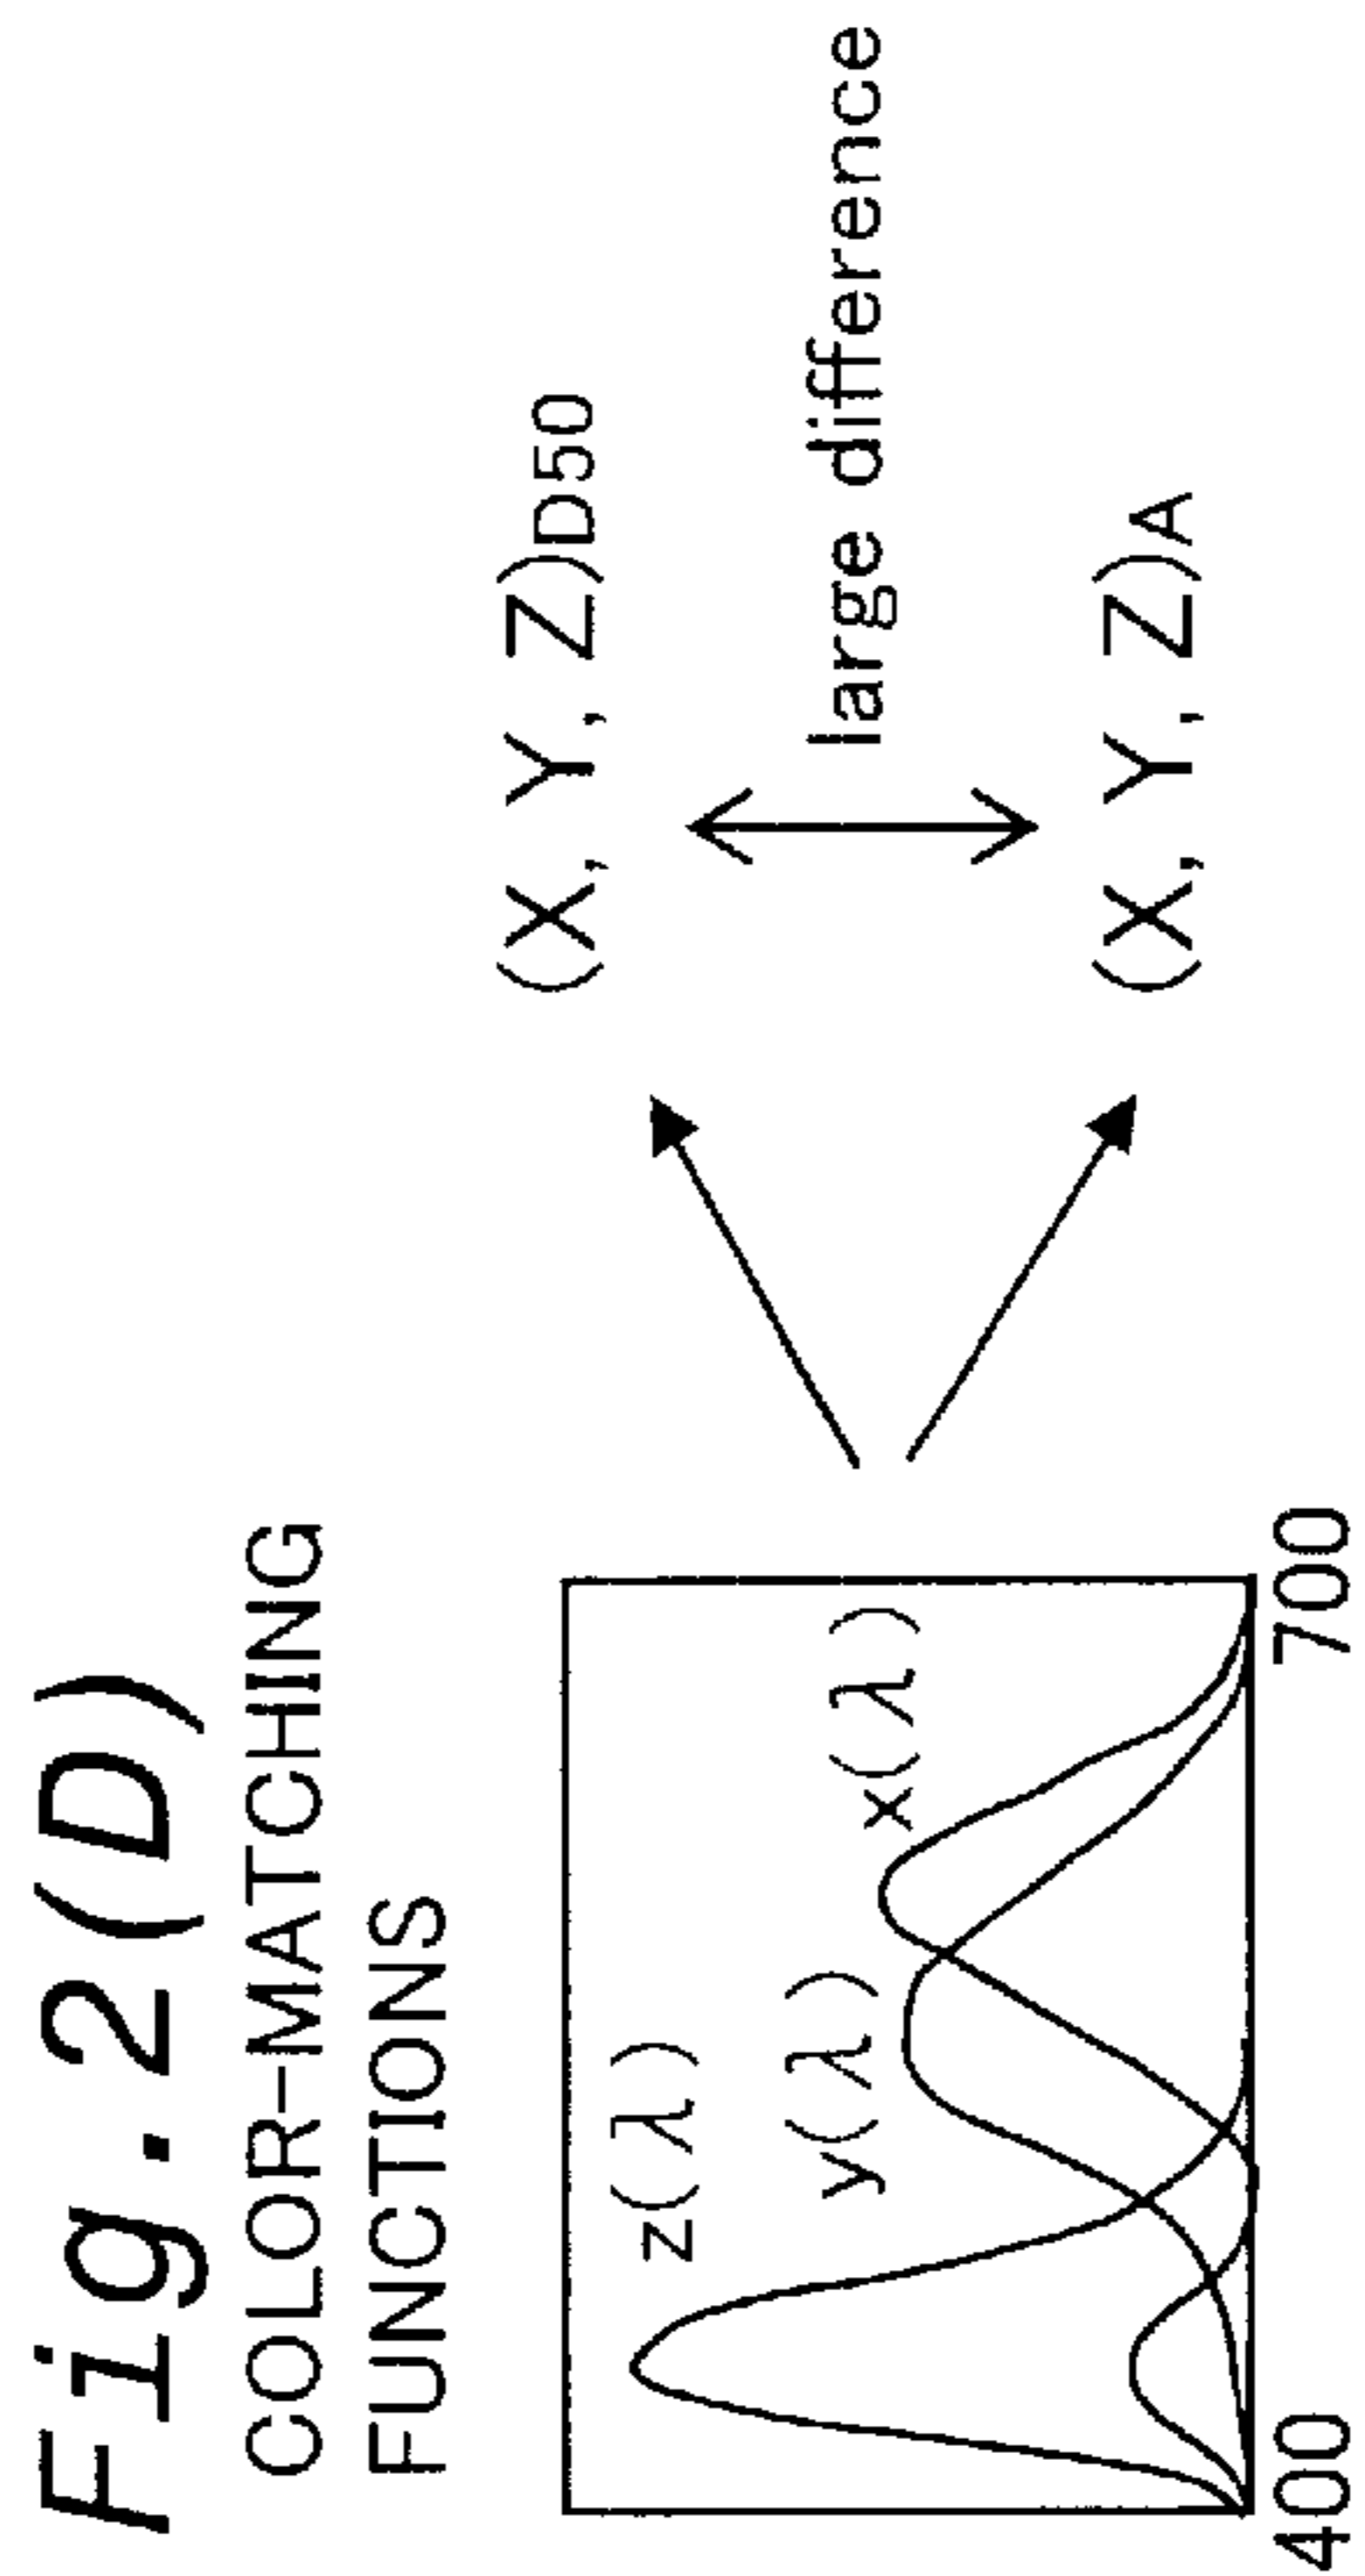 Fig. 2(D)
COLOR-MATCHING
FUNCTIONS
z(λ)
y(λ)
x(λ)
400
700
(X, Y, Z)D50
large difference
(X, Y, Z)A